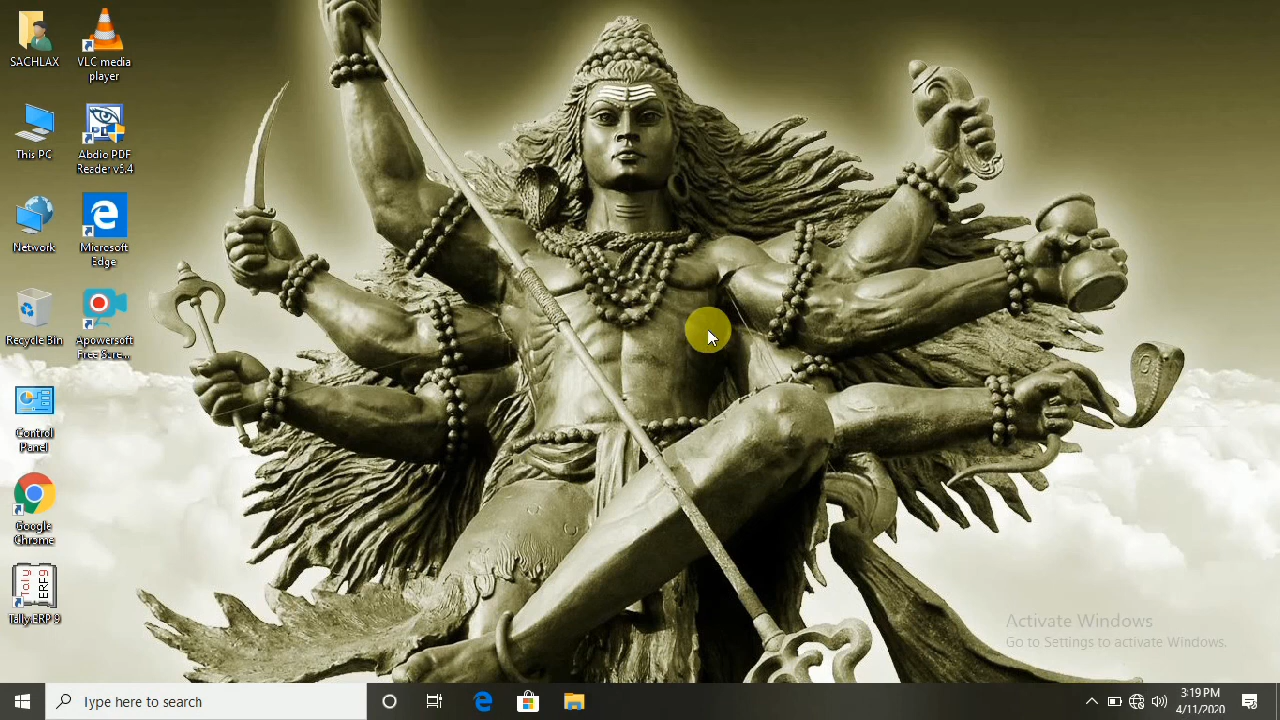 SACHLAX
VLC media
player
This PC
Abdio PDF
Reader v5.4
Network
Microsoft
Edge
Recycle Bin
Apowersoft
Free Scre...
Control
Panel
Google
Chrome
Tally
ERP9
Tally.ERP 9
Activate Windows
Go to Settings to activate Windows.
Type here to search
3:19 PM
4/11/2020